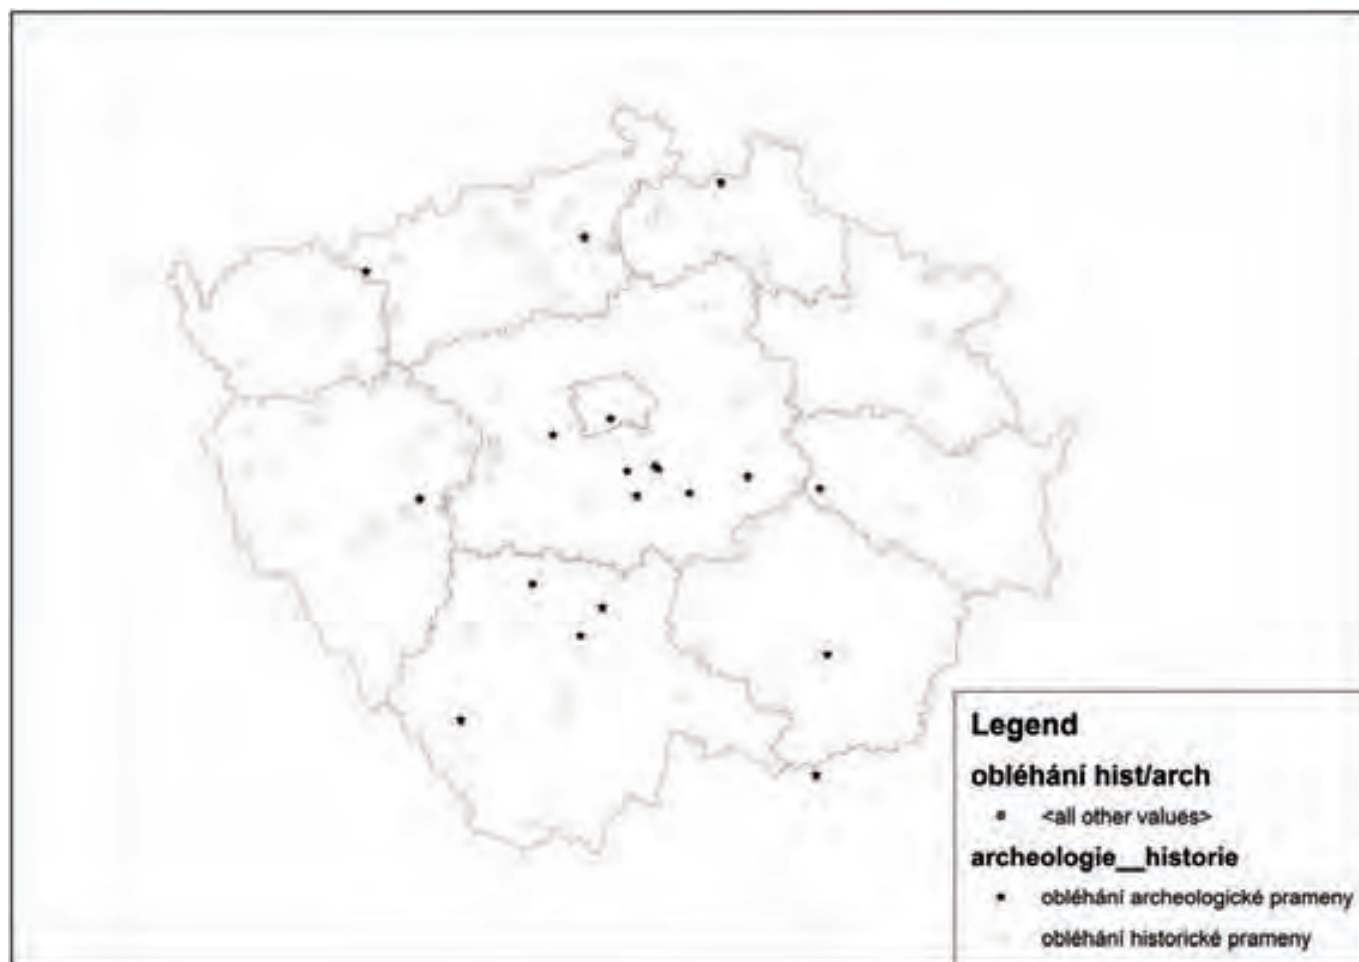 Legend
obléhání hist/arch
<all other values>
archeologie__historie
obléhání archeologické prameny
obléhání historické prameny